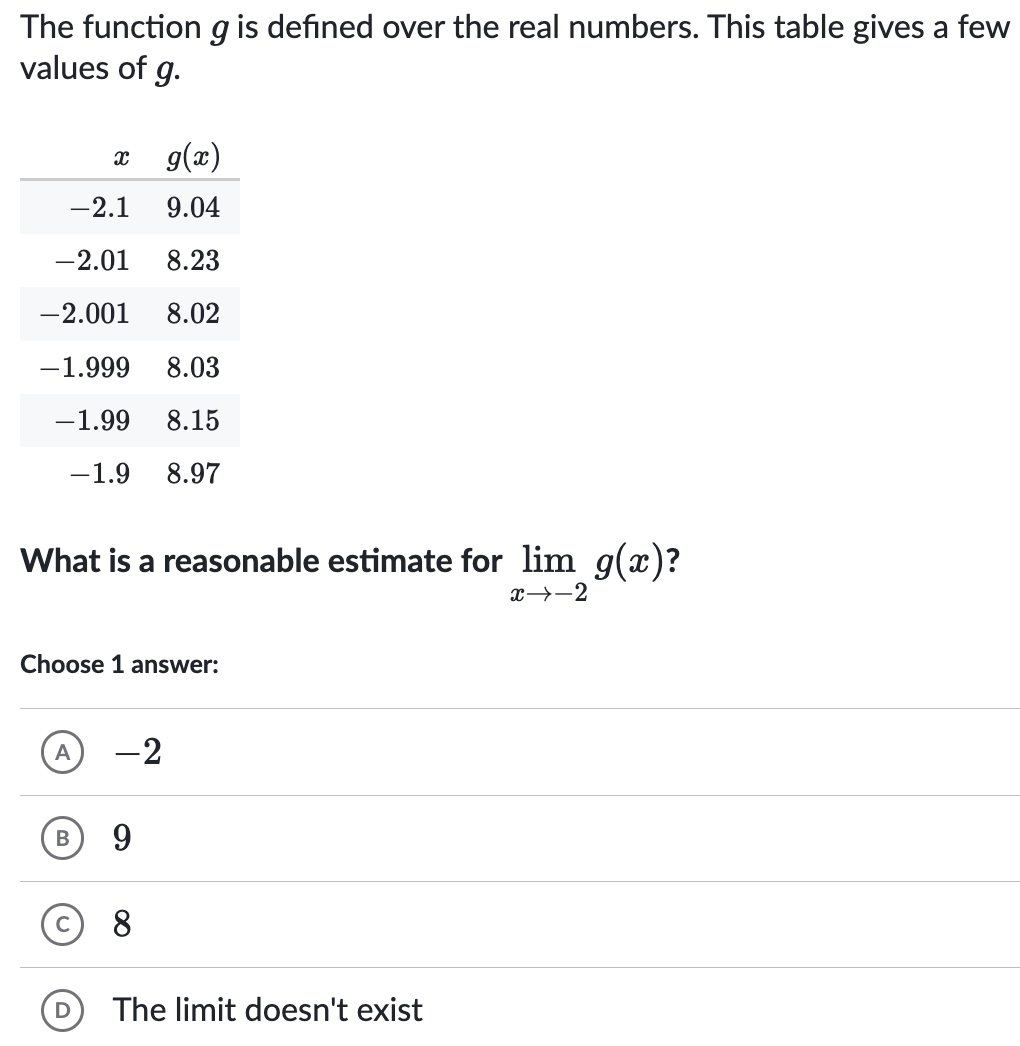 The function g is defined over the real numbers. This table gives a few
values of g.
x g(x)
−2.1 9.04
−2.01 8.23
−2.001 8.02
−1.999 8.03
−1.99 8.15
−1.9 8.97
What is a reasonable estimate for lim g(x)?
x→−2
Choose 1 answer:
A −2
B 9
C 8
D The limit doesn't exist